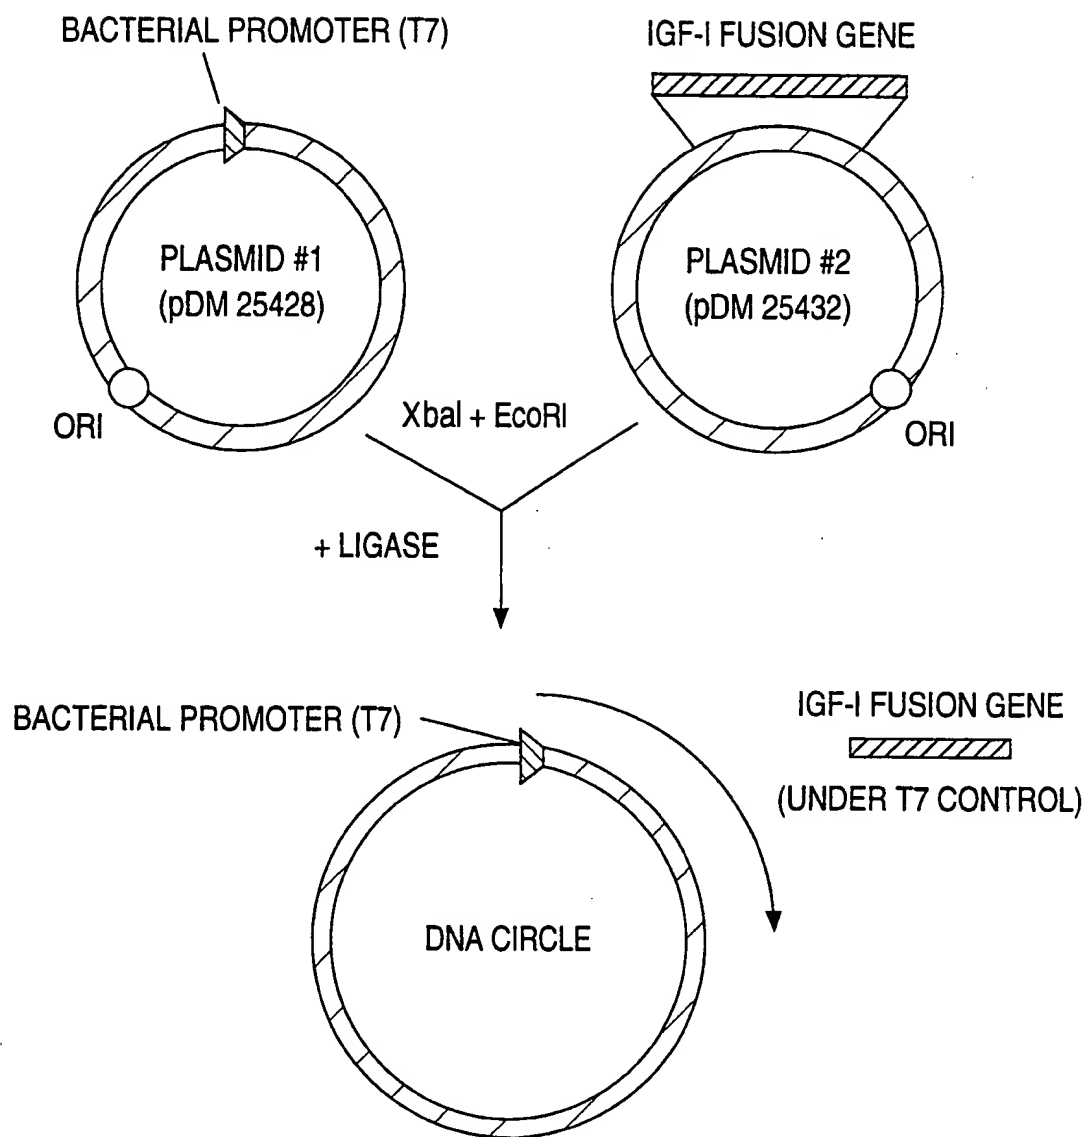 BACTERIAL PROMOTER (T7)
IGF-I FUSION GENE
PLASMID #1
(pDM 25428)
PLASMID #2
(pDM 25432)
ORI
XbaI + EcoRI
ORI
+ LIGASE
BACTERIAL PROMOTER (T7)
IGF-I FUSION GENE
(UNDER T7 CONTROL)
DNA CIRCLE